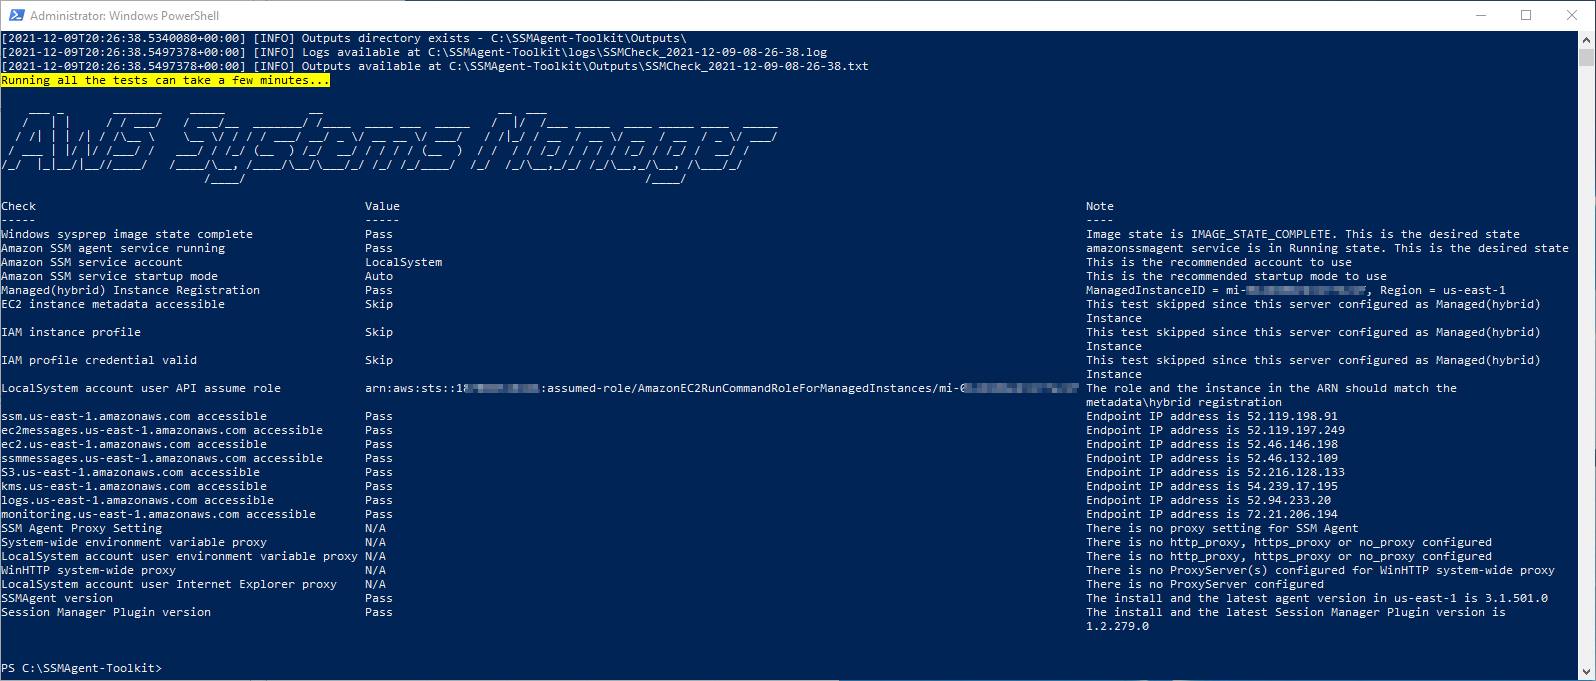 Administrator: Windows PowerShell
[2021-12-09T20:26:38.5340080+00:00] [INFO] Outputs directory exists - C:\SSMAgent-Toolkit\Outputs\
[2021-12-09T20:26:38.5497378+00:00] [INFO] Logs available at C:\SSMAgent-Toolkit\logs\SSMCheck_2021-12-09-08-26-38.log
[2021-12-09T20:26:38.5497378+00:00] [INFO] Outputs available at C:\SSMAgent-Toolkit\Outputs\SSMCheck_2021-12-09-08-26-38.txt
Running all the tests can take a few minutes...
AWS Systems Manager
Check Value Note
----- ----- ----
Windows sysprep image state complete Pass Image state is IMAGE_STATE_COMPLETE. This is the desired state
Amazon SSM agent service running Pass amazonssmagent service is in Running state. This is the desired state
Amazon SSM service account LocalSystem This is the recommended account to use
Amazon SSM service startup mode Auto This is the recommended startup mode to use
Managed(hybrid) Instance Registration Pass ManagedInstanceID = mi- , Region = us-east-1
EC2 instance metadata accessible Skip This test skipped since this server configured as Managed(hybrid)
Instance
IAM instance profile Skip This test skipped since this server configured as Managed(hybrid)
Instance
IAM profile credential valid Skip This test skipped since this server configured as Managed(hybrid)
Instance
LocalSystem account user API assume role arn:aws:sts::18 :assumed-role/AmazonEC2RunCommandRoleForManagedInstances/mi-0 The role and the instance in the ARN should match the
metadata\hybrid registration
ssm.us-east-1.amazonaws.com accessible Pass Endpoint IP address is 52.119.198.91
ec2messages.us-east-1.amazonaws.com accessible Pass Endpoint IP address is 52.119.197.249
ec2.us-east-1.amazonaws.com accessible Pass Endpoint IP address is 52.46.146.198
ssmmessages.us-east-1.amazonaws.com accessible Pass Endpoint IP address is 52.46.132.109
S3.us-east-1.amazonaws.com accessible Pass Endpoint IP address is 52.216.128.133
kms.us-east-1.amazonaws.com accessible Pass Endpoint IP address is 54.239.17.195
logs.us-east-1.amazonaws.com accessible Pass Endpoint IP address is 52.94.233.20
monitoring.us-east-1.amazonaws.com accessible Pass Endpoint IP address is 72.21.206.194
SSM Agent Proxy Setting N/A There is no proxy setting for SSM Agent
System-wide environment variable proxy N/A There is no http_proxy, https_proxy or no_proxy configured
LocalSystem account user environment variable proxy N/A There is no http_proxy, https_proxy or no_proxy configured
WinHTTP system-wide proxy N/A There is no ProxyServer(s) configured for WinHTTP system-wide proxy
LocalSystem account user Internet Explorer proxy N/A There is no ProxyServer configured
SSMAgent version Pass The install and the latest agent version in us-east-1 is 3.1.501.0
Session Manager Plugin version Pass The install and the latest Session Manager Plugin version is
1.2.279.0
PS C:\SSMAgent-Toolkit>